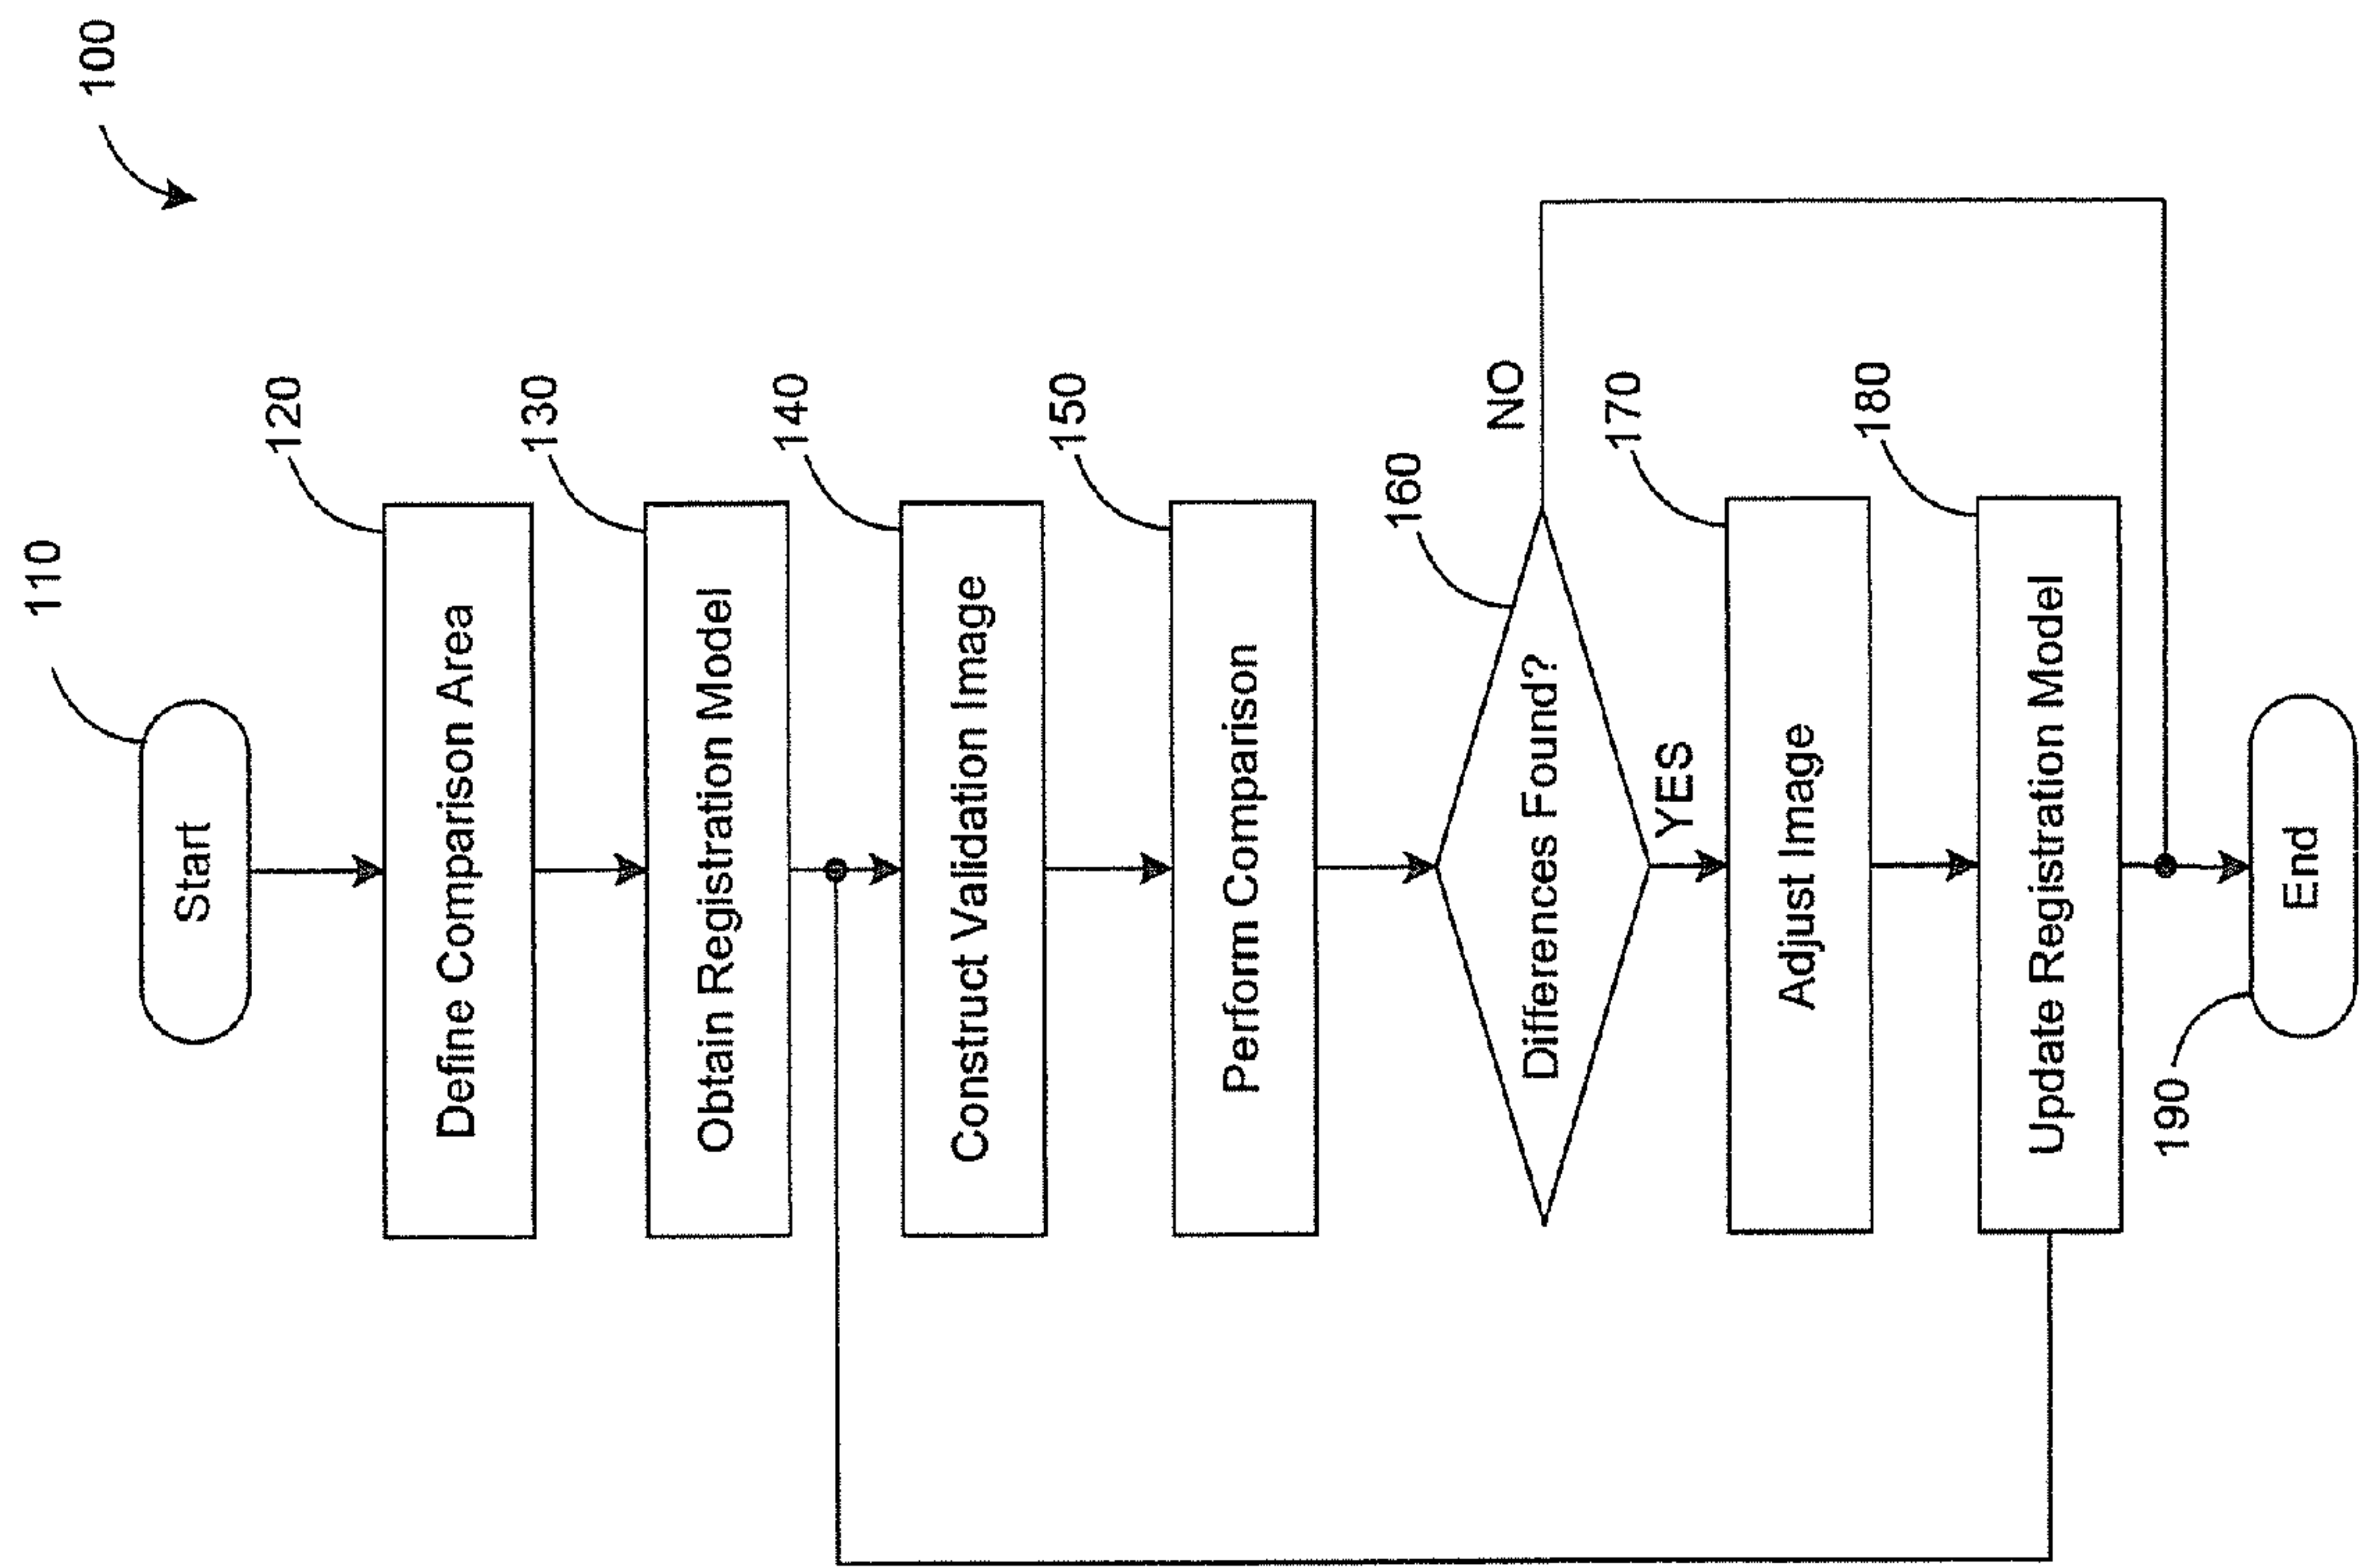 100
110
Start
120
Define Comparison Area
130
Obtain Registration Model
140
Construct Validation Image
150
Perform Comparison
160
Differences Found?
NO
YES
170
Adjust Image
180
Update Registration Model
190
End